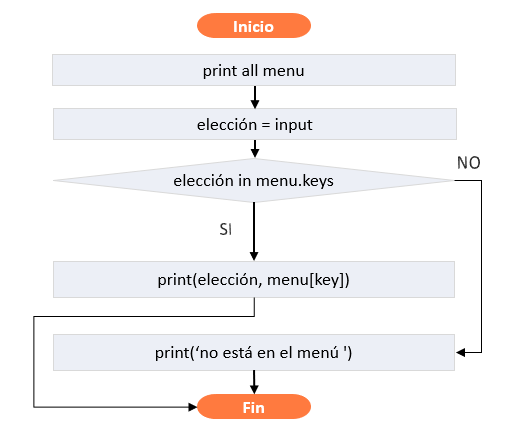 Inicio
print all menu
elección = input
elección in menu.keys
NO
SI
print(elección, menu[key])
print(‘no está en el menú ')
Fin